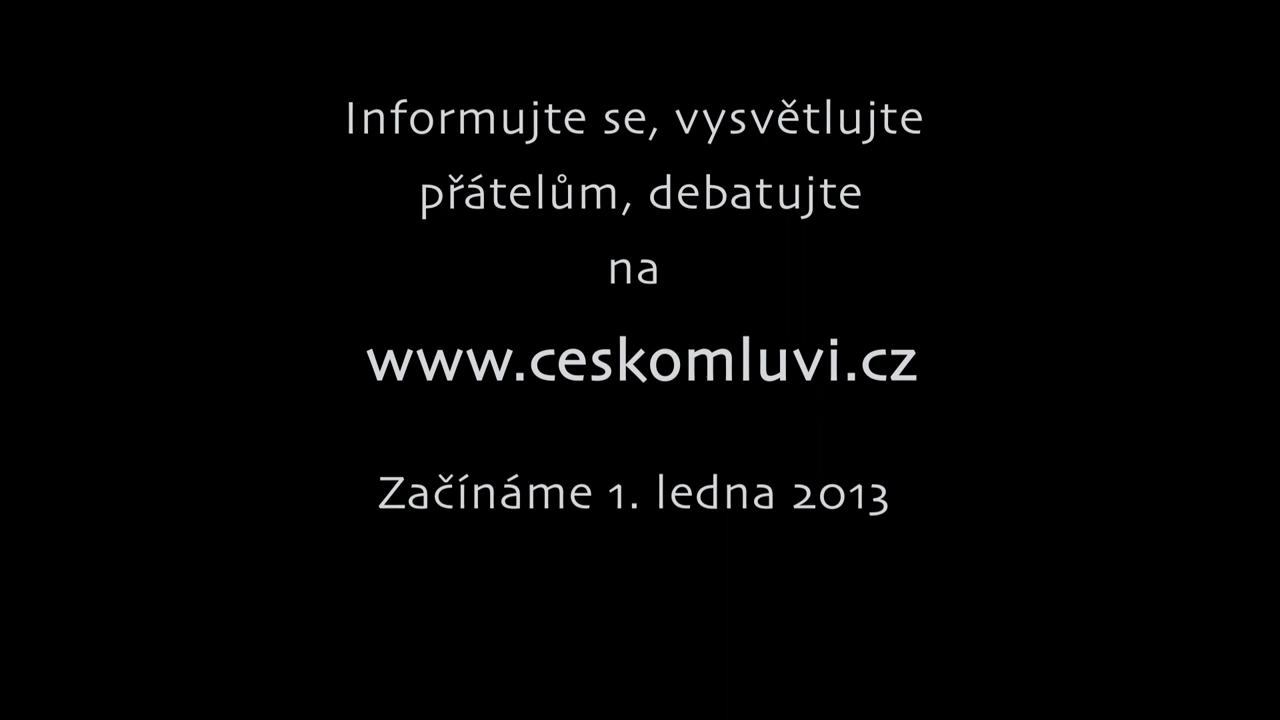 Informujte se, vysvětlujte
přátelům, debatujte
na
www.ceskomluvi.cz
Začínáme 1. ledna 2013